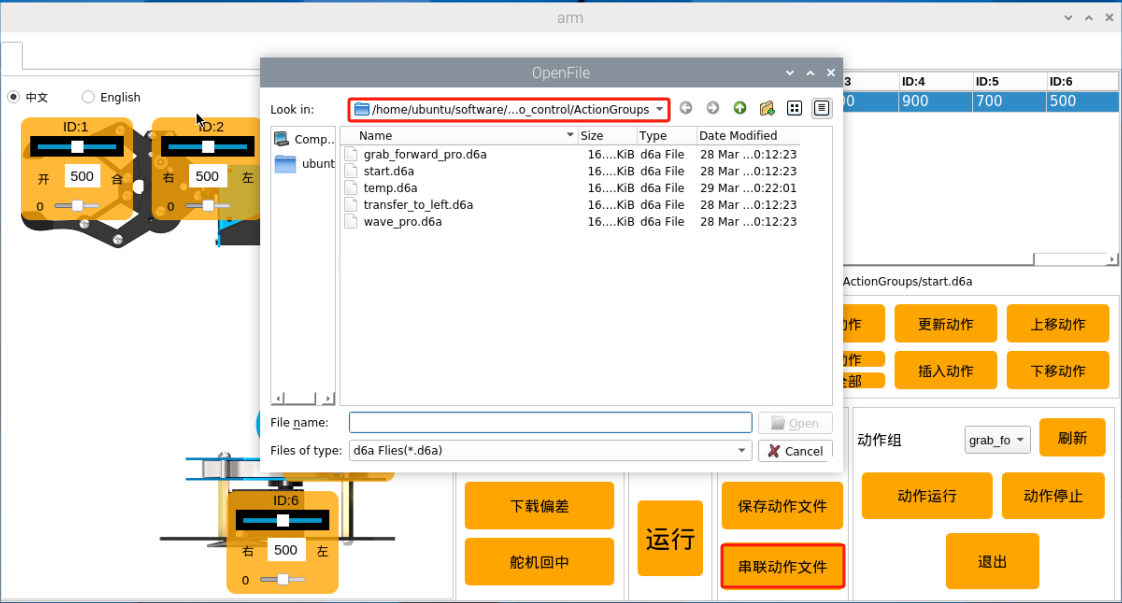 arm
OpenFile
ID:4 ID:5 ID:6
900 700 500
中文 English
Look in: /home/ubuntu/software/...o_control/ActionGroups
ID:1 ID:2
开 500 合 右 500 左
0 0
Comp..
ubunt
Name Size Type Date Modified
grab_forward_pro.d6a 16....KiB d6a File 28 Mar ...0:12:23
start.d6a 16....KiB d6a File 28 Mar ...0:12:23
temp.d6a 16....KiB d6a File 29 Mar ...0:22:01
transfer_to_left.d6a 16....KiB d6a File 28 Mar ...0:12:23
wave_pro.d6a 16....KiB d6a File 28 Mar ...0:12:23
File name: Open
Files of type: d6a Flies(*.d6a) Cancel
ActionGroups/start.d6a
更新动作 上移动作
插入动作 下移动作
动作组 grab_fo 刷新
动作运行 动作停止
退出
ID:6
右 500 左
0
下载偏差
舵机回中
运行
保存动作文件
串联动作文件